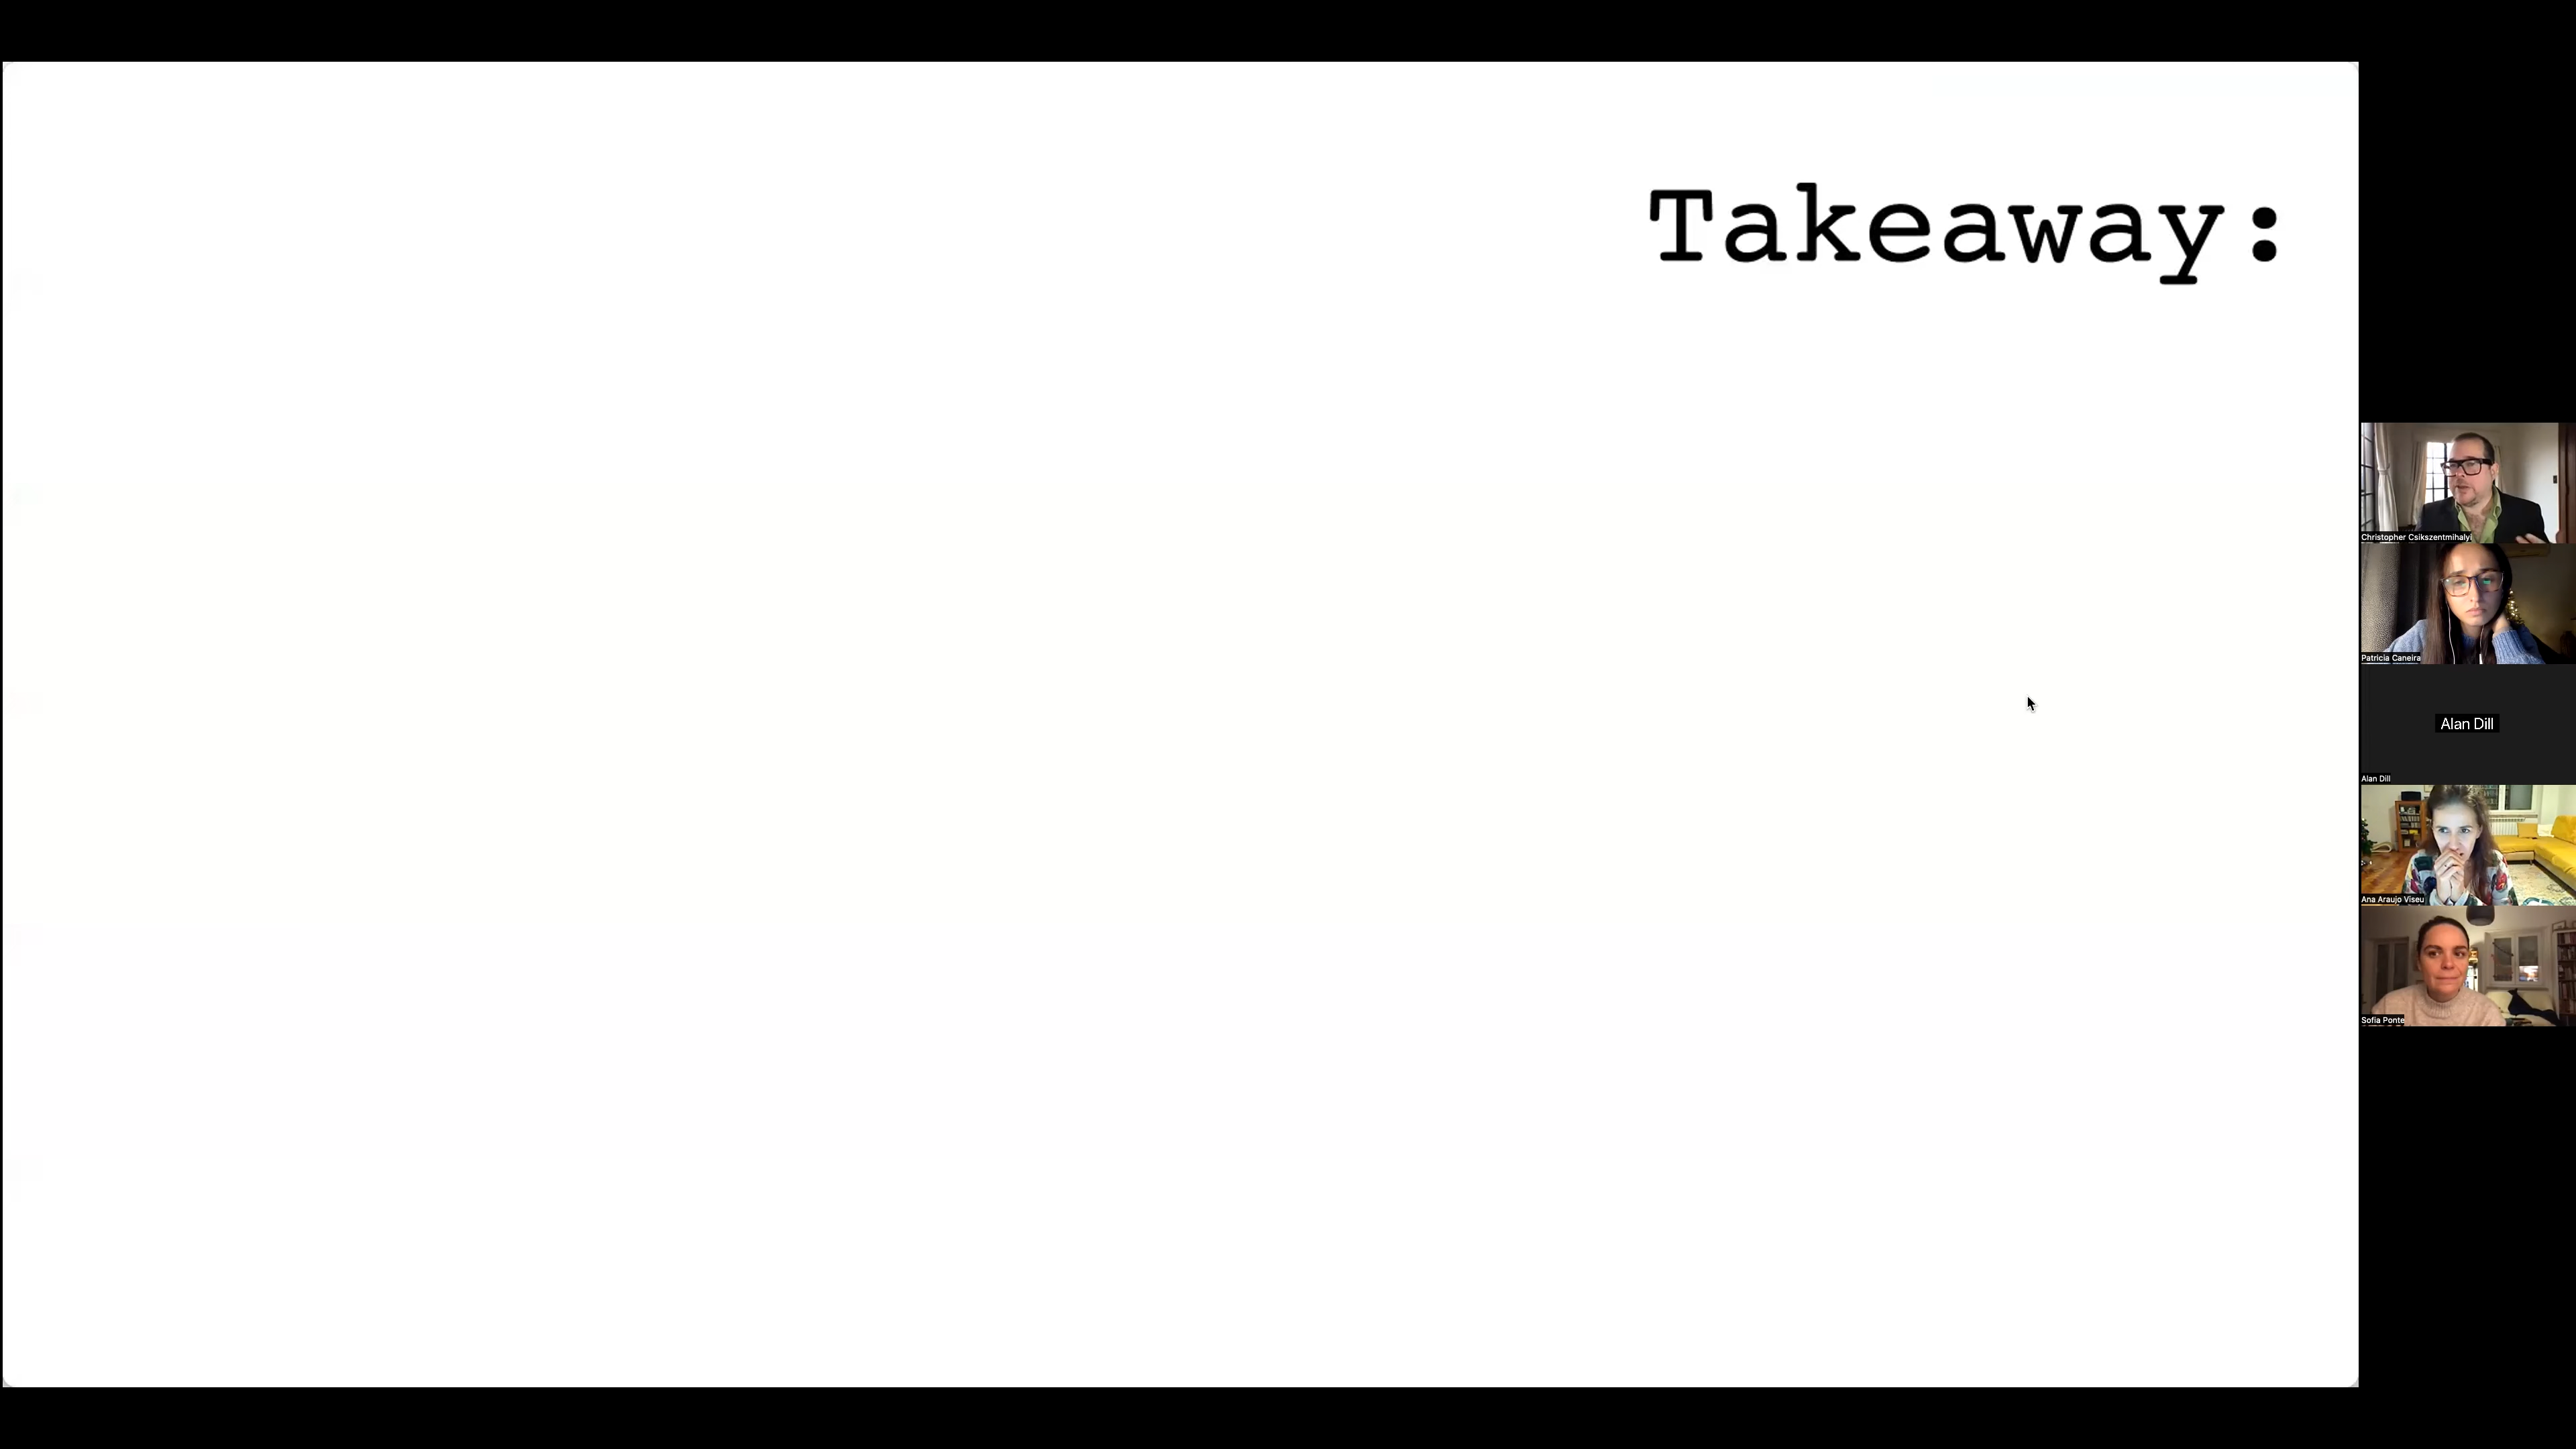 Takeaway:
Christopher Csikszentmihalyi
Patricia Caneira
Alan Dill
Alan Dill
Ana Araujo Viseu
Sofia Ponte